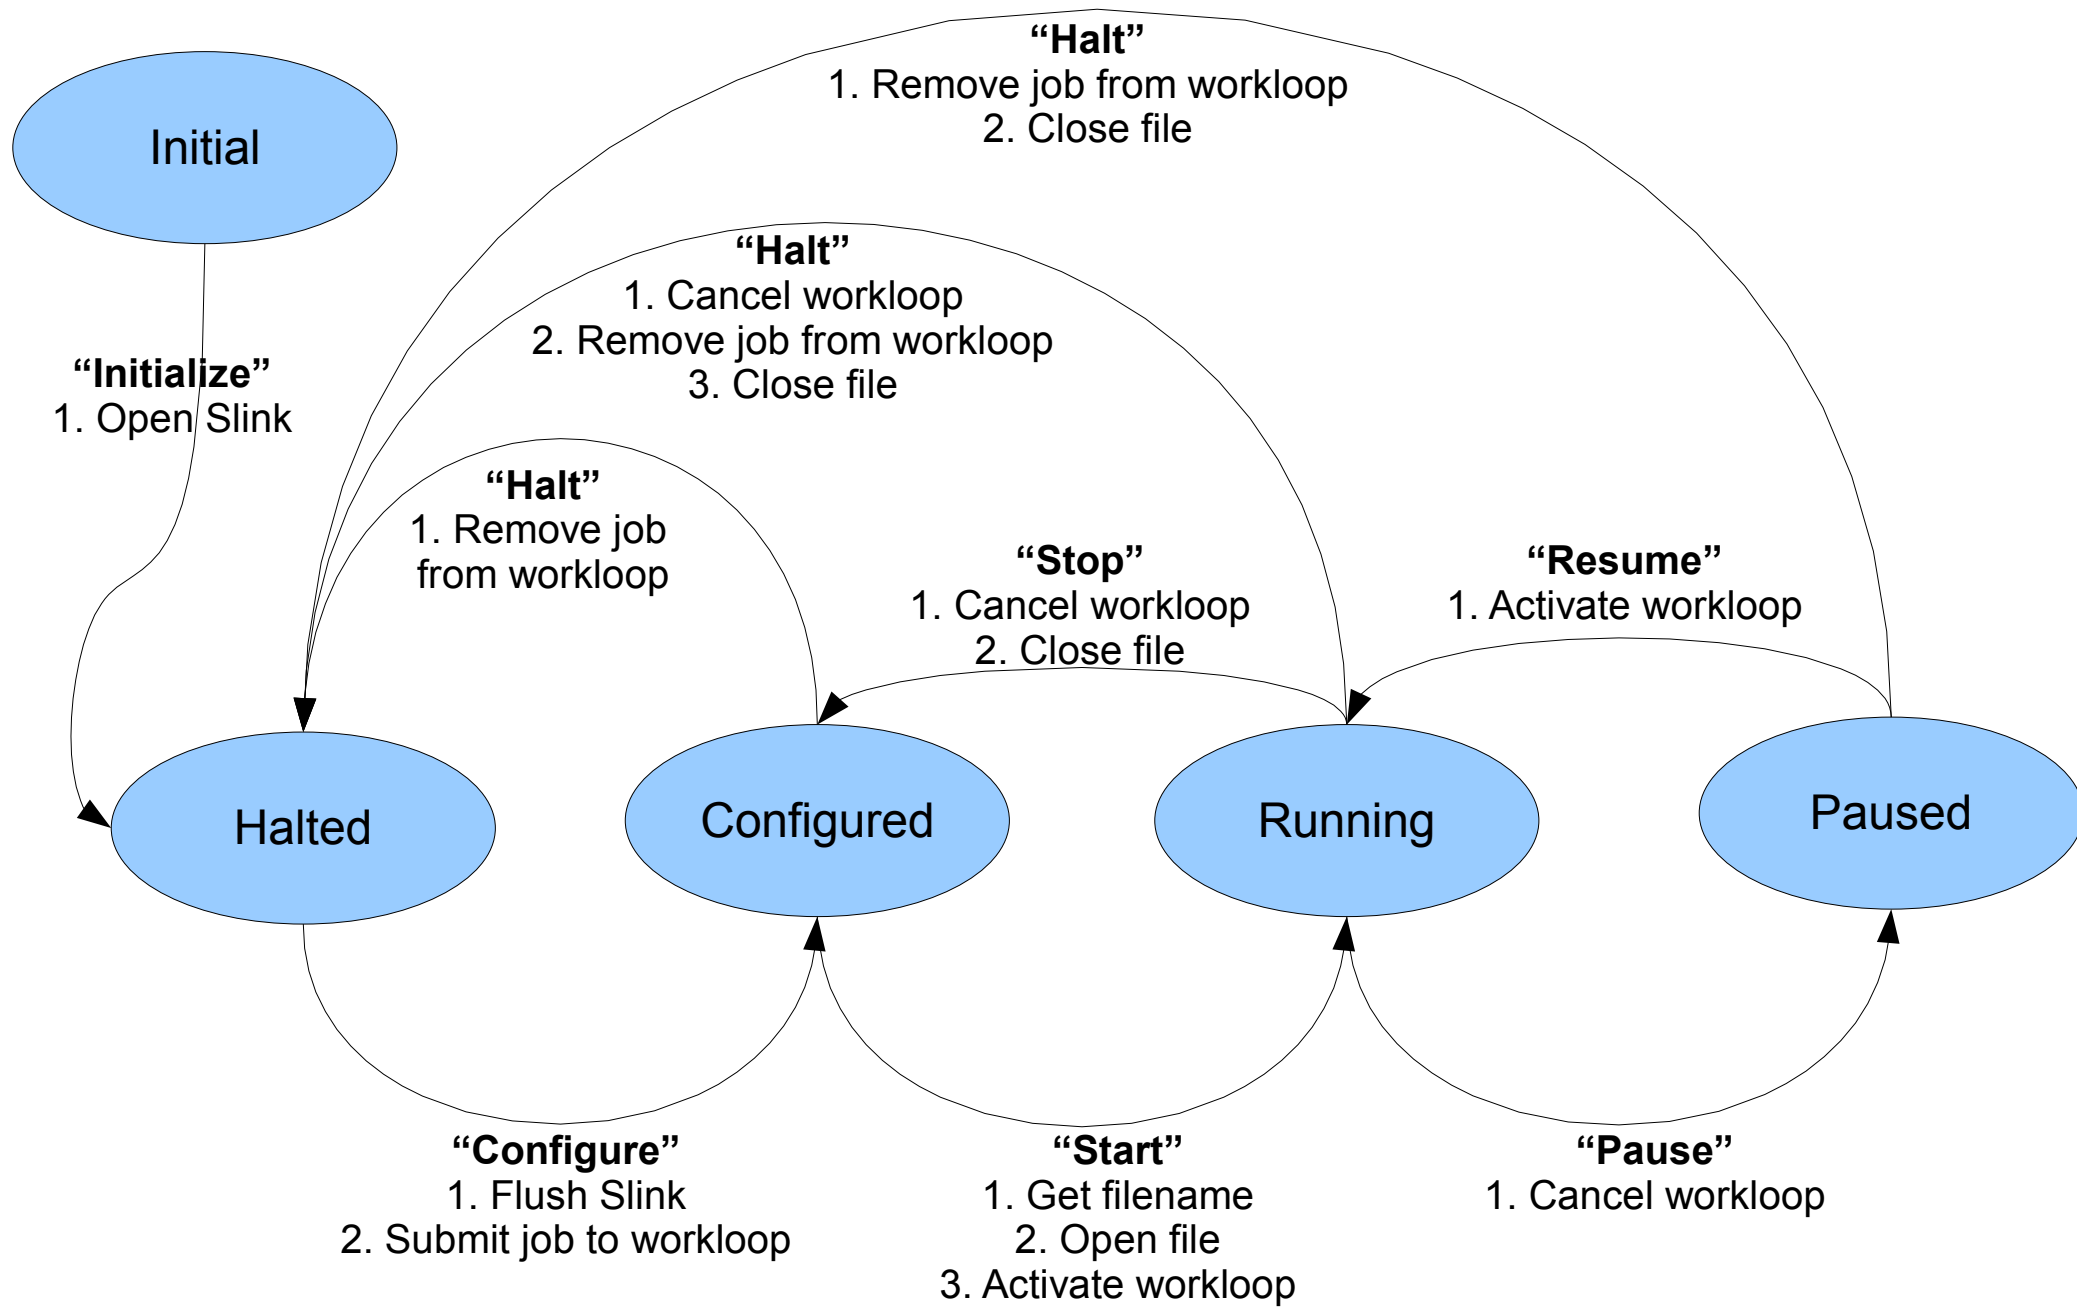 “Halt”
1. Remove job from workloop
2. Close file
Initial
“Halt”
1. Cancel workloop
2. Remove job from workloop
3. Close file
“Initialize”
1. Open Slink
“Halt”
1. Remove job
from workloop
“Stop”
1. Cancel workloop
2. Close file
“Resume”
1. Activate workloop
Halted
Configured
Running
Paused
“Configure”
1. Flush Slink
2. Submit job to workloop
“Start”
1. Get filename
2. Open file
3. Activate workloop
“Pause”
1. Cancel workloop